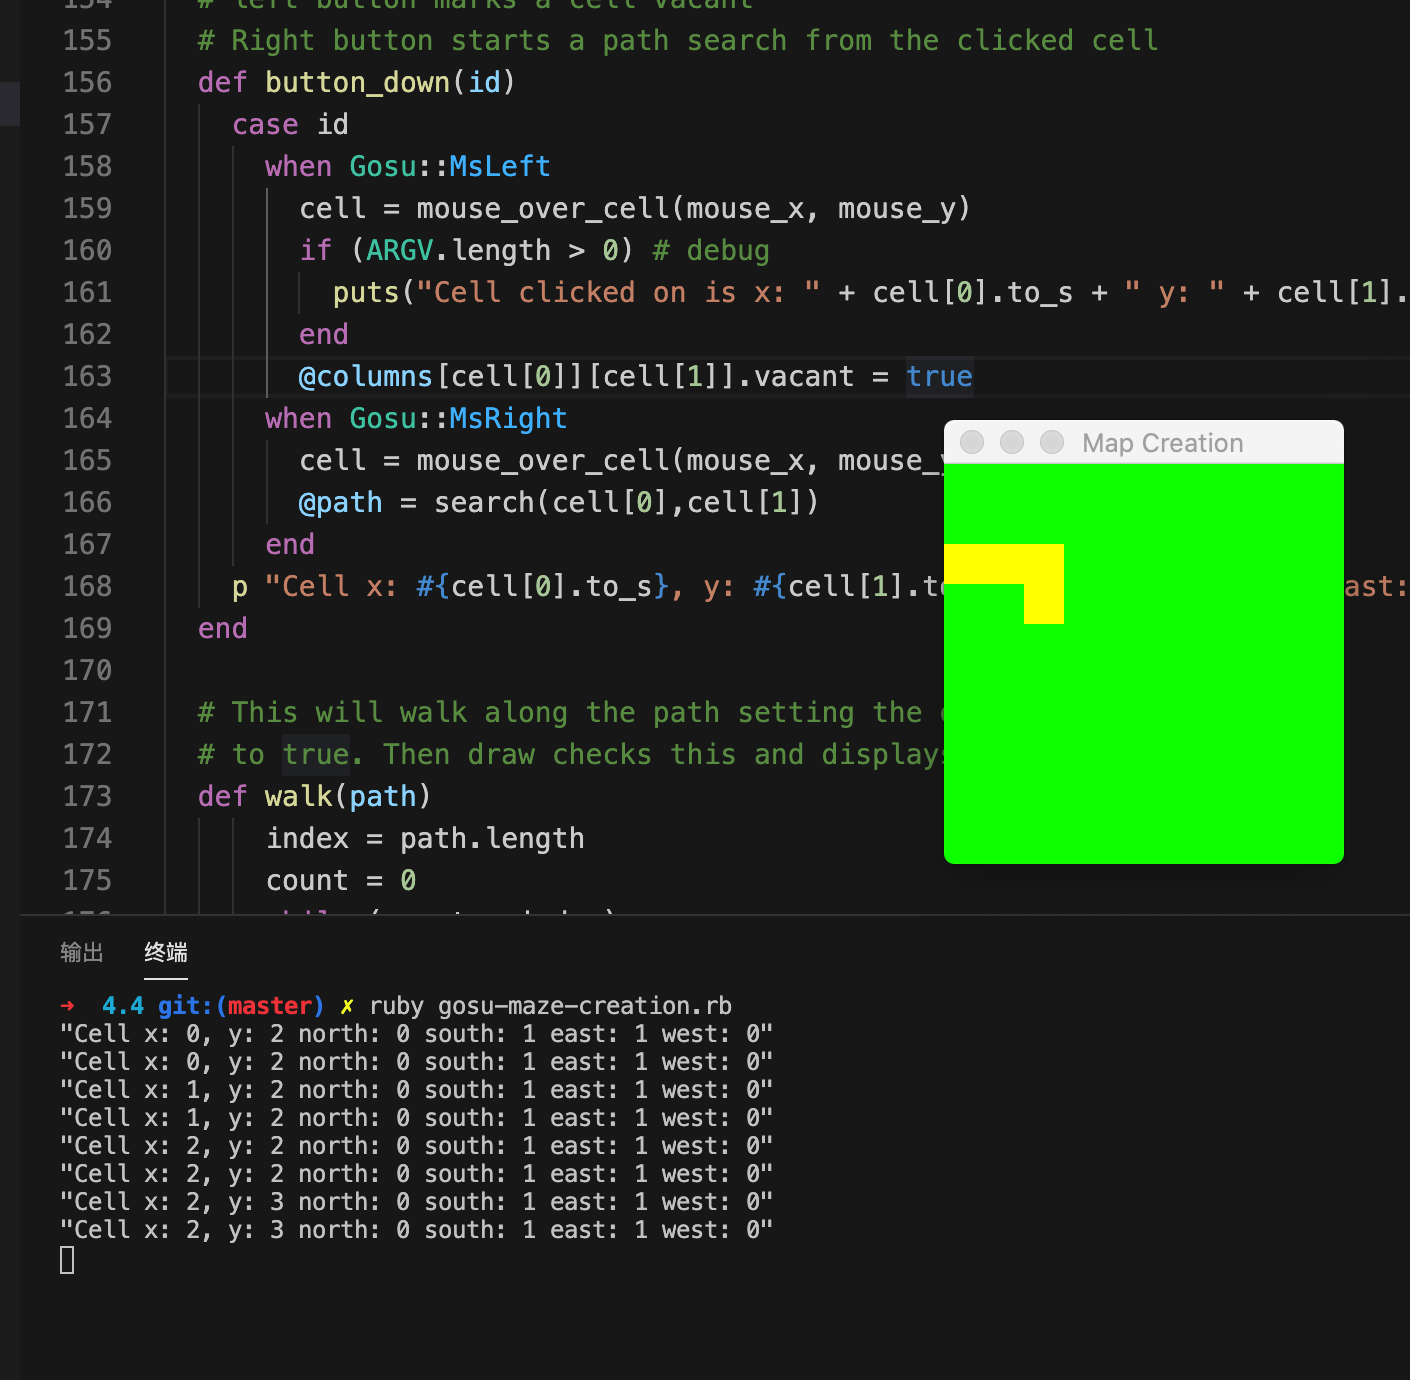 154 # left button marks a cell vacant
155 # Right button starts a path search from the clicked cell
156 def button_down(id)
157 case id
158 when Gosu::MsLeft
159 cell = mouse_over_cell(mouse_x, mouse_y)
160 if (ARGV.length > 0) # debug
161 puts("Cell clicked on is x: " + cell[0].to_s + " y: " + cell[1].
162 end
163 @columns[cell[0]][cell[1]].vacant = true
164 when Gosu::MsRight
165 cell = mouse_over_cell(mouse_x, mouse_
166 @path = search(cell[0],cell[1])
167 end
168 p "Cell x: #{cell[0].to_s}, y: #{cell[1].to ast:
169 end
170
171 # This will walk along the path setting the
172 # to true. Then draw checks this and displays
173 def walk(path)
174 index = path.length
175 count = 0
Map Creation
输出 终端
➜ 4.4 git:(master) ✗ ruby gosu-maze-creation.rb
"Cell x: 0, y: 2 north: 0 south: 1 east: 1 west: 0"
"Cell x: 0, y: 2 north: 0 south: 1 east: 1 west: 0"
"Cell x: 1, y: 2 north: 0 south: 1 east: 1 west: 0"
"Cell x: 1, y: 2 north: 0 south: 1 east: 1 west: 0"
"Cell x: 2, y: 2 north: 0 south: 1 east: 1 west: 0"
"Cell x: 2, y: 2 north: 0 south: 1 east: 1 west: 0"
"Cell x: 2, y: 3 north: 0 south: 1 east: 1 west: 0"
"Cell x: 2, y: 3 north: 0 south: 1 east: 1 west: 0"